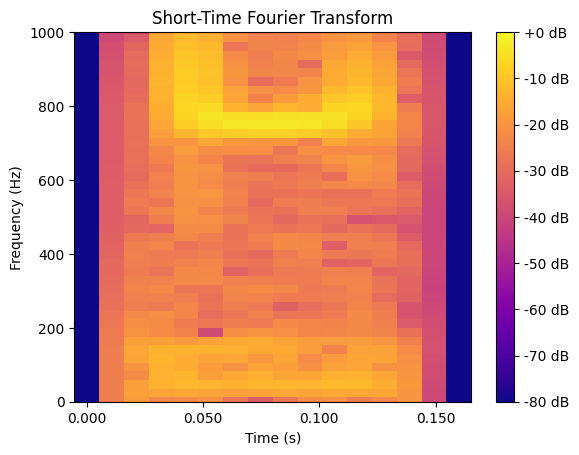 Short-Time Fourier Transform
1000
800
600
400
200
0
Frequency (Hz)
0.000
0.050
0.100
0.150
Time (s)
+0 dB
-10 dB
-20 dB
-30 dB
-40 dB
-50 dB
-60 dB
-70 dB
-80 dB